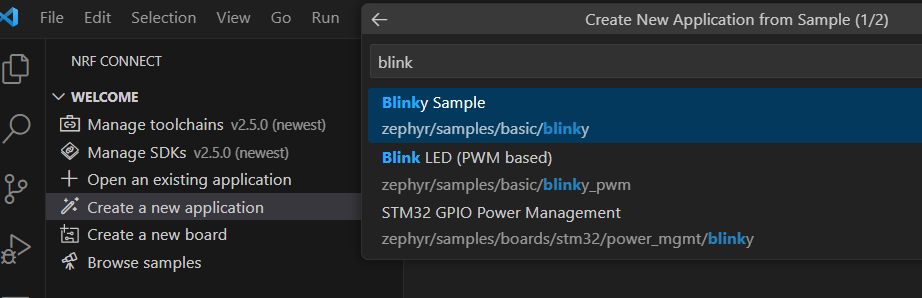 File Edit Selection Debug Go Run
Create New Application from Sample (1/2)
NRF CONNECT
blink
WELCOME
Blinky Sample
zephyr/samples/basic/blinky
Manage toolchains v2.5.0 (newest)
Manage SDKs v2.5.0 (newest)
Blink LED (PWM based)
zephyr/samples/basic/blinky_pwm
Open an existing application
Create a new application
STM32 GPIO Power Management
zephyr/samples/boards/stm32/power_mgmt/blinky
Create a new board
Browse samples